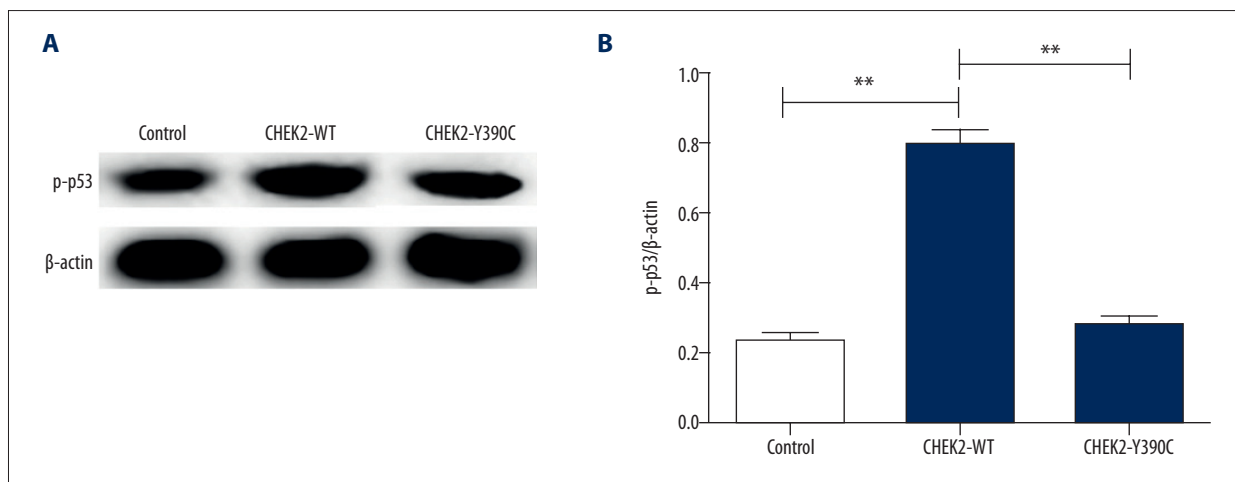 A
Control CHEK2-WT CHEK2-Y390C
p-p53
β-actin
B
** **
p-p53/β-actin
1.0
0.8
0.6
0.4
0.2
0.0
Control CHEK2-WT CHEK2-Y390C